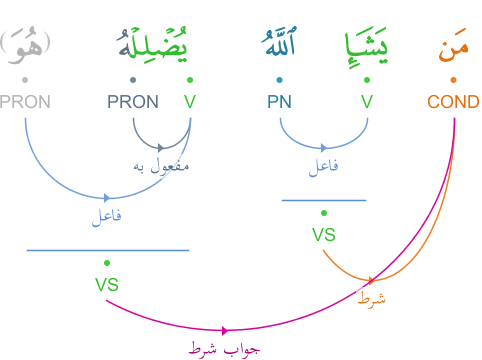 مَن يَشَإِ ٱللَّهُ يُضْلِلْهُ (هُوَ)
COND V PN V PRON PRON
فاعل مفعول به
فاعل
VS
VS
شرط
جواب شرط